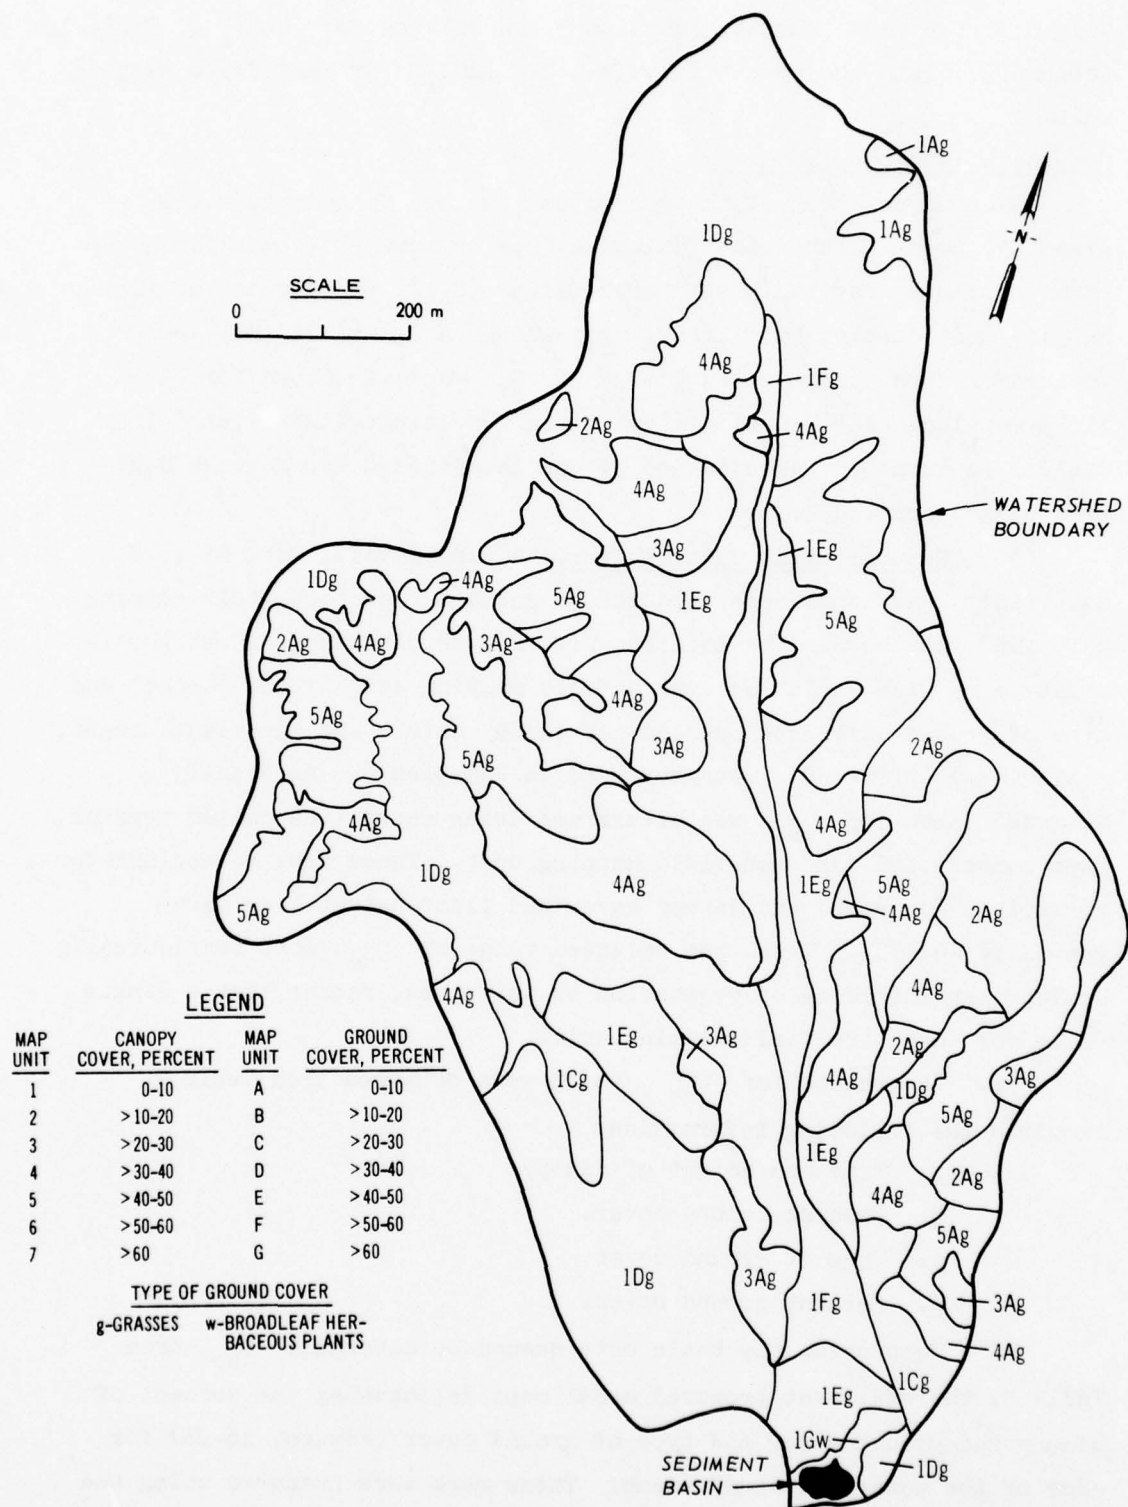 1Ag
1Ag
1Dg
N
SCALE
0 200 m
4Ag
1Fg
2Ag
4Ag
4Ag
WATERSHED
BOUNDARY
3Ag
1Eg
1Dg
4Ag
5Ag
1Eg
5Ag
2Ag
4Ag
3Ag
5Ag
4Ag
3Ag
2Ag
5Ag
4Ag
4Ag
1Dg
4Ag
1Eg
5Ag
4Ag
2Ag
5Ag
4Ag
4Ag
1Eg
3Ag
2Ag
1Cg
4Ag
1Dg
3Ag
5Ag
1Eg
2Ag
4Ag
5Ag
1Dg
3Ag
1Fg
3Ag
4Ag
1Eg
1Cg
1Gw
1Dg
SEDIMENT
BASIN
LEGEND
MAP CANOPY MAP GROUND
UNIT COVER, PERCENT UNIT COVER, PERCENT
1 0-10 A 0-10
2 >10-20 B >10-20
3 >20-30 C >20-30
4 >30-40 D >30-40
5 >40-50 E >40-50
6 >50-60 F >50-60
7 >60 G >60
TYPE OF GROUND COVER
g-GRASSES w-BROADLEAF HER-
BACEOUS PLANTS